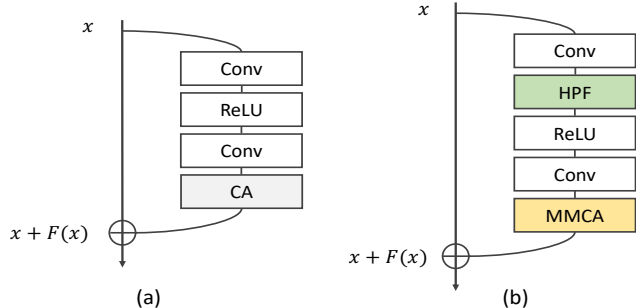 x
Conv
ReLU
Conv
CA
x + F(x)
(a)
x
Conv
HPF
ReLU
Conv
MMCA
x + F(x)
(b)